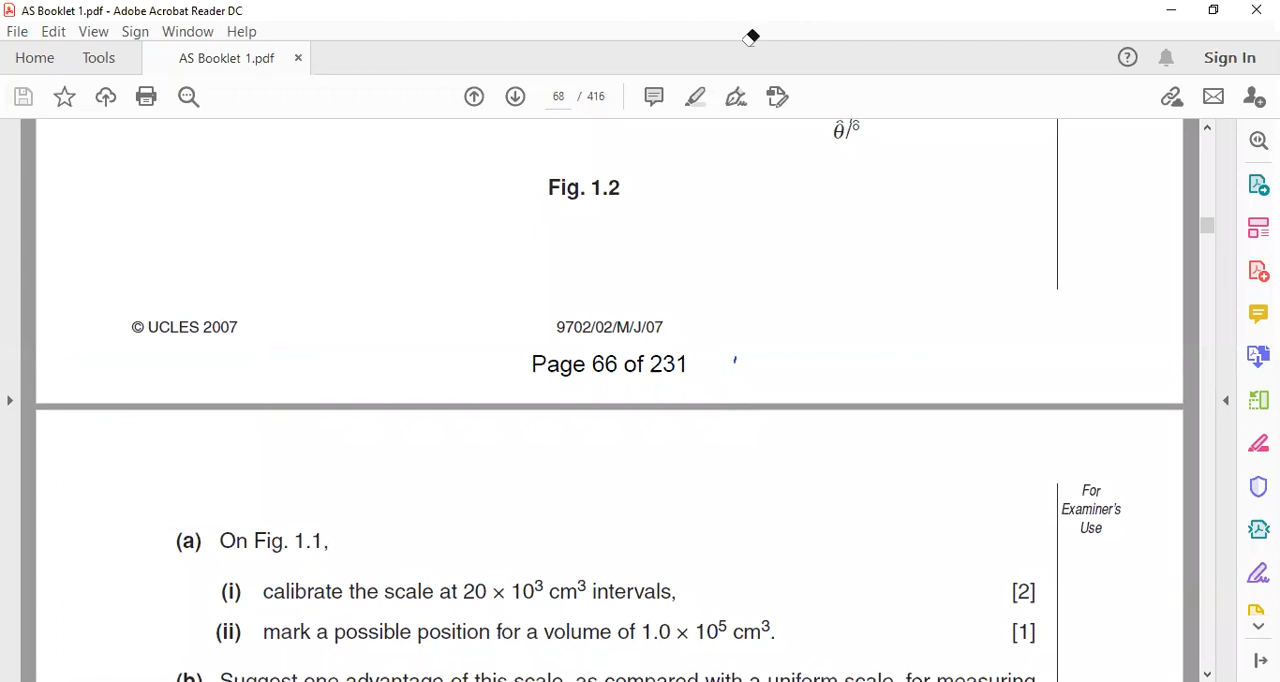 AS Booklet 1.pdf - Adobe Acrobat Reader DC
File Edit View Sign Window Help
Home Tools AS Booklet 1.pdf × Sign In
68 / 416
Fig. 1.2
© UCLES 2007 9702/02/M/J/07
Page 66 of 231
For
Examiner's
Use
(a) On Fig. 1.1,
(i) calibrate the scale at 20 × 10³ cm³ intervals, [2]
(ii) mark a possible position for a volume of 1.0 × 10⁵ cm³. [1]
(b) Suggest one advantage of this scale, as compared with a uniform scale, for measuring